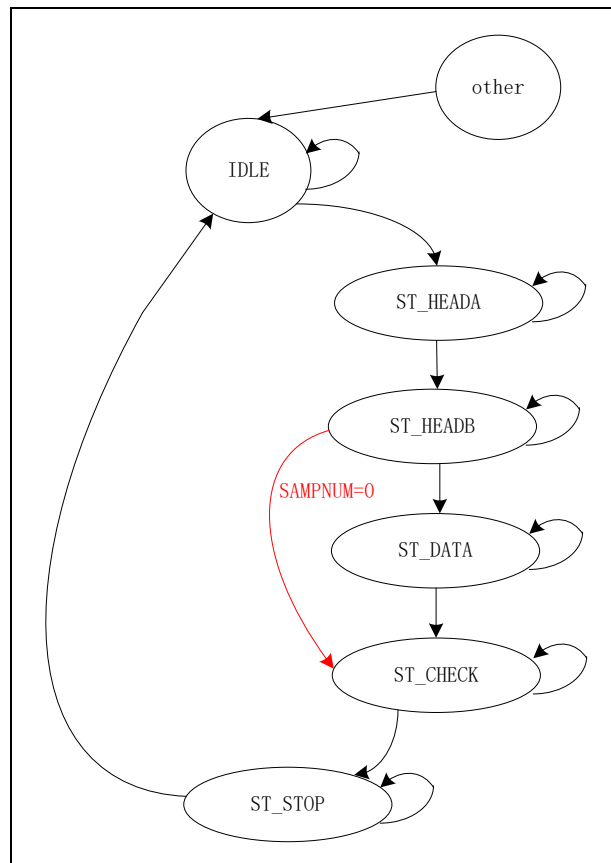 other
IDLE
ST_HEADA
ST_HEADB
SAMPNUM=0
ST_DATA
ST_CHECK
ST_STOP